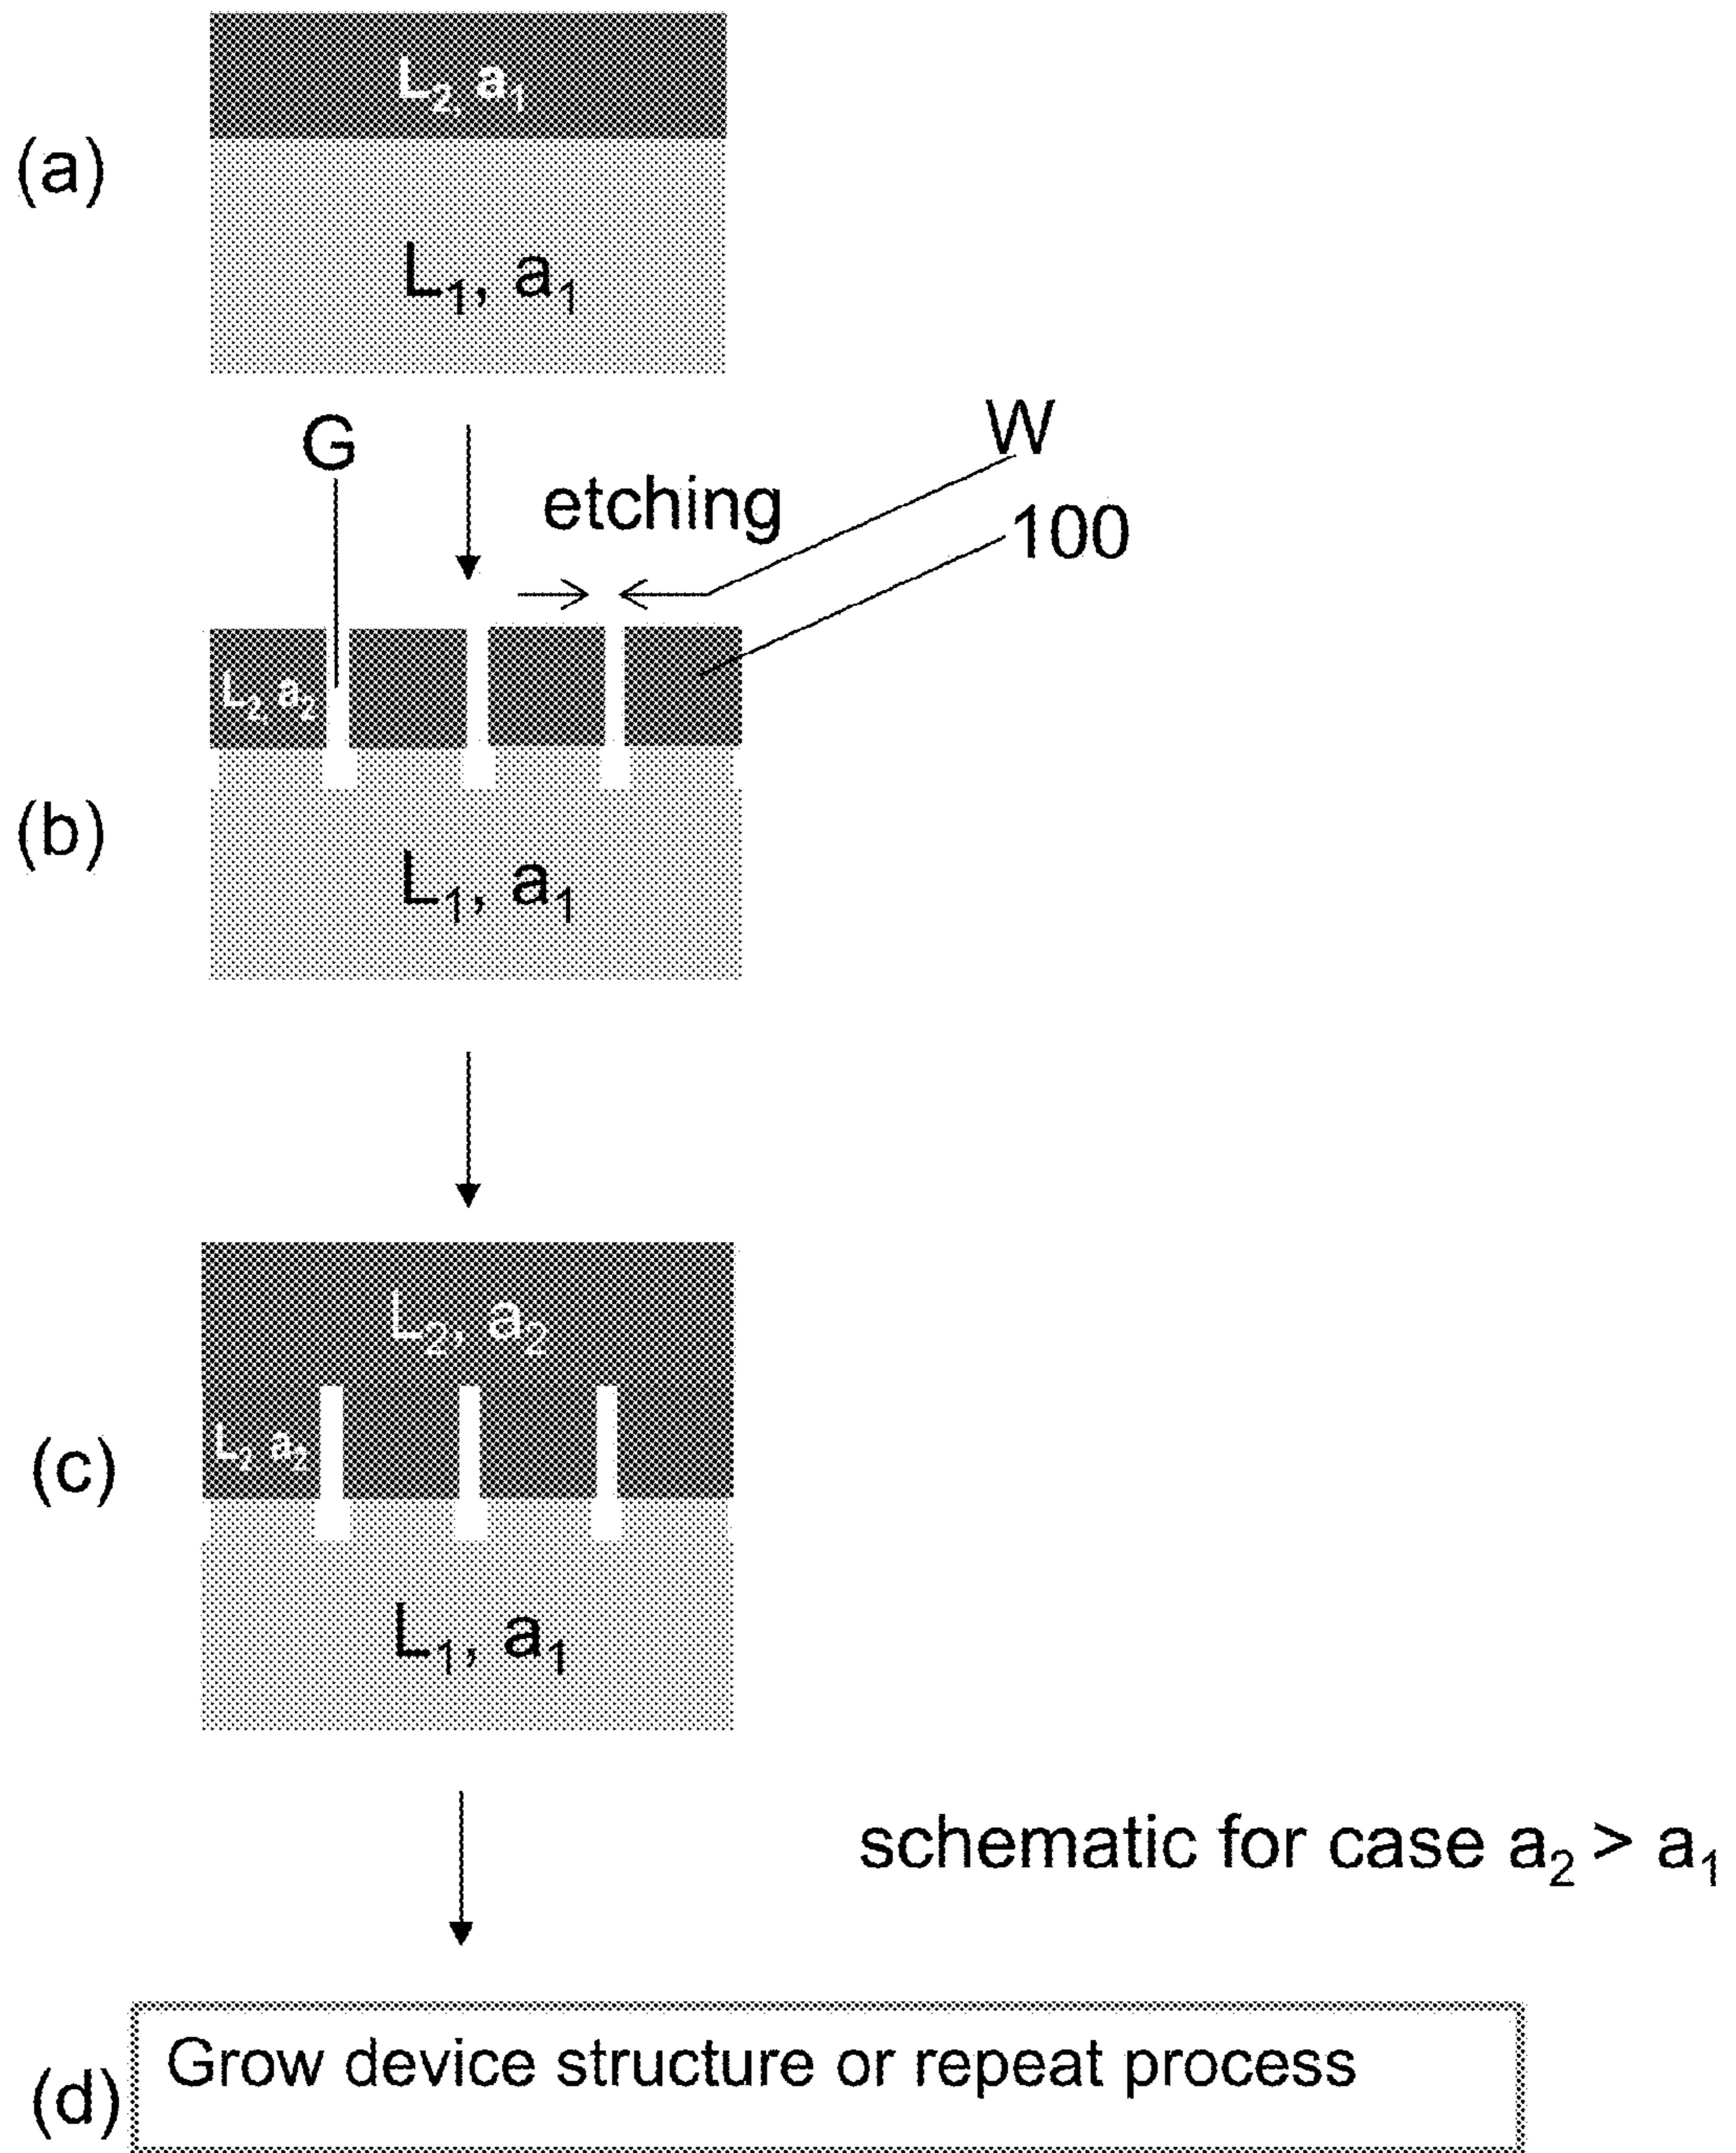 L₂, a₁
(a)
L₁, a₁
G
W
etching
100
L₂, a₂
(b)
L₁, a₁
L₂, a₂
L₂ a₂
(c)
L₁, a₁
schematic for case a₂ > a₁
Grow device structure or repeat process
(d)